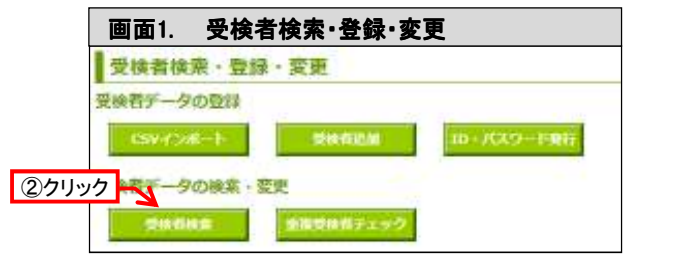 画面1. 受検者検索・登録・変更
受検者検索・登録・変更
受検者データの登録
CSVインポート 受検者追加 ID・パスワード発行
②クリック
検者データの検索・変更
受検者検索 重複受検者チェック